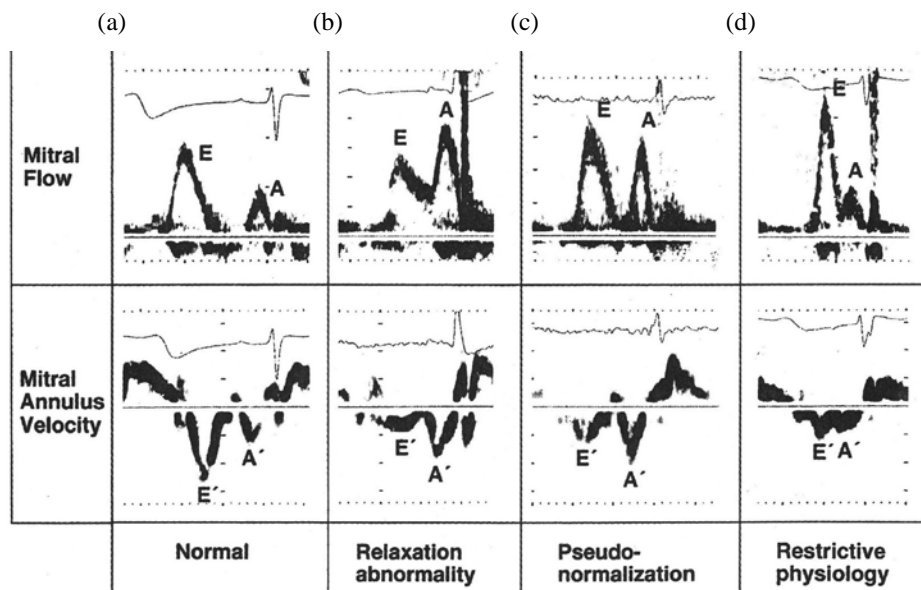 (a) (b) (c) (d)
Mitral
Flow
E A
E A
E A
E A
Mitral
Annulus
Velocity
E´ A´
E´ A´
E´ A´
E´ A´
Normal
Relaxation
abnormality
Pseudo-
normalization
Restrictive
physiology